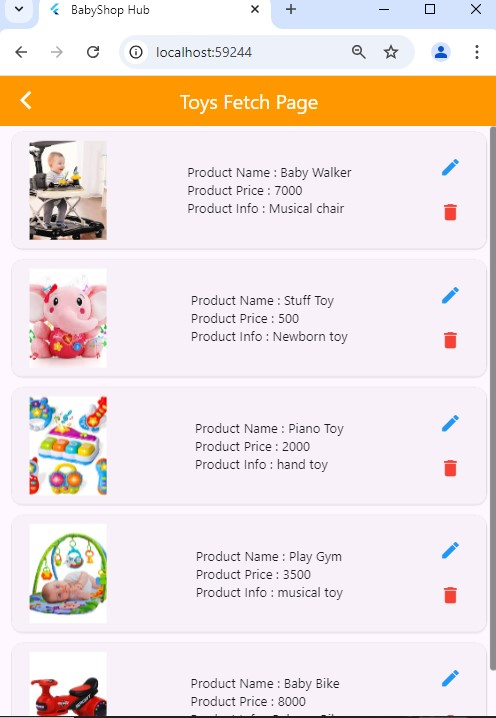 BabyShop Hub
localhost:59244
Toys Fetch Page
Product Name : Baby Walker
Product Price : 7000
Product Info : Musical chair
Product Name : Stuff Toy
Product Price : 500
Product Info : Newborn toy
Product Name : Piano Toy
Product Price : 2000
Product Info : hand toy
Product Name : Play Gym
Product Price : 3500
Product Info : musical toy
Product Name : Baby Bike
Product Price : 8000